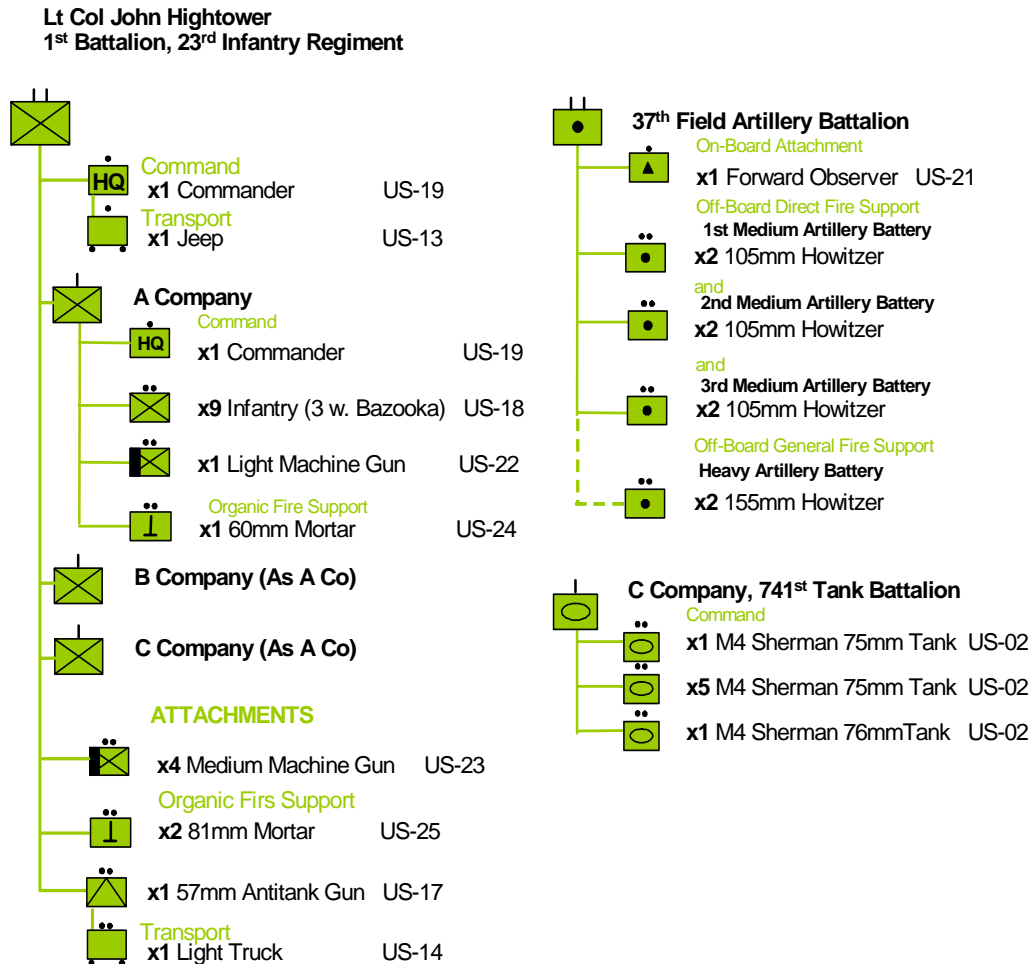 Lt Col John Hightower
1st Battalion, 23rd Infantry Regiment
Command
HQ
x1 Commander US-19
Transport
x1 Jeep US-13
A Company
Command
HQ
x1 Commander US-19
x9 Infantry (3 w. Bazooka) US-18
x1 Light Machine Gun US-22
Organic Fire Support
x1 60mm Mortar US-24
B Company (As A Co)
C Company (As A Co)
ATTACHMENTS
x4 Medium Machine Gun US-23
Organic Firs Support
x2 81mm Mortar US-25
x1 57mm Antitank Gun US-17
Transport
x1 Light Truck US-14
37th Field Artillery Battalion
On-Board Attachment
x1 Forward Observer US-21
Off-Board Direct Fire Support
1st Medium Artillery Battery
x2 105mm Howitzer
and
2nd Medium Artillery Battery
x2 105mm Howitzer
and
3rd Medium Artillery Battery
x2 105mm Howitzer
Off-Board General Fire Support
Heavy Artillery Battery
x2 155mm Howitzer
C Company, 741st Tank Battalion
Command
x1 M4 Sherman 75mm Tank US-02
x5 M4 Sherman 75mm Tank US-02
x1 M4 Sherman 76mmTank US-02